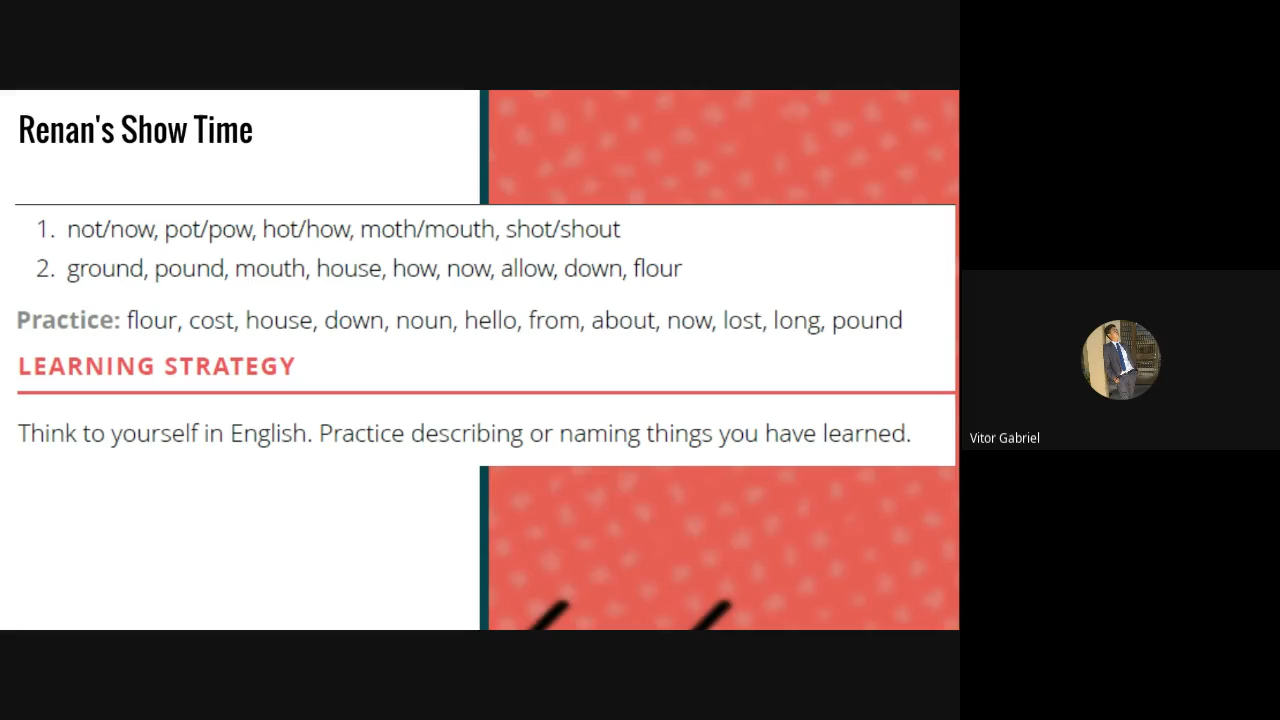 Renan's Show Time
1. not/now, pot/pow, hot/how, moth/mouth, shot/shout
2. ground, pound, mouth, house, how, now, allow, down, flour
Practice: flour, cost, house, down, noun, hello, from, about, now, lost, long, pound
LEARNING STRATEGY
Think to yourself in English. Practice describing or naming things you have learned.
Vitor Gabriel